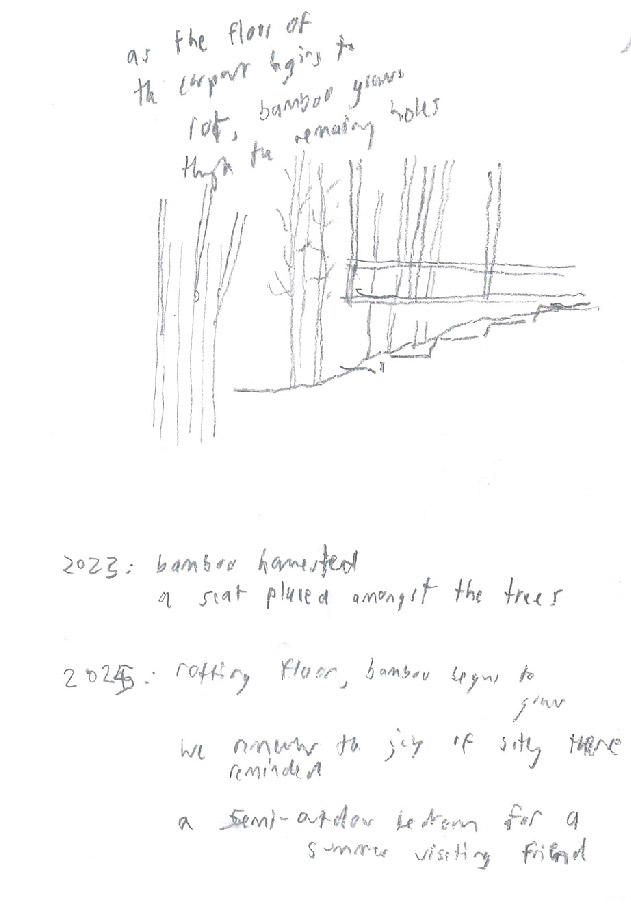 as the floor of
the carport begins to
rot, bamboo grows
through the remaining holes
2023: bamboo harvested
a seat placed amongst the trees
2025: rotting floor, bamboo begins to
grow
we remember the joy of sitting there
reminded
a semi-outdoor bedroom for a
summer visiting friend